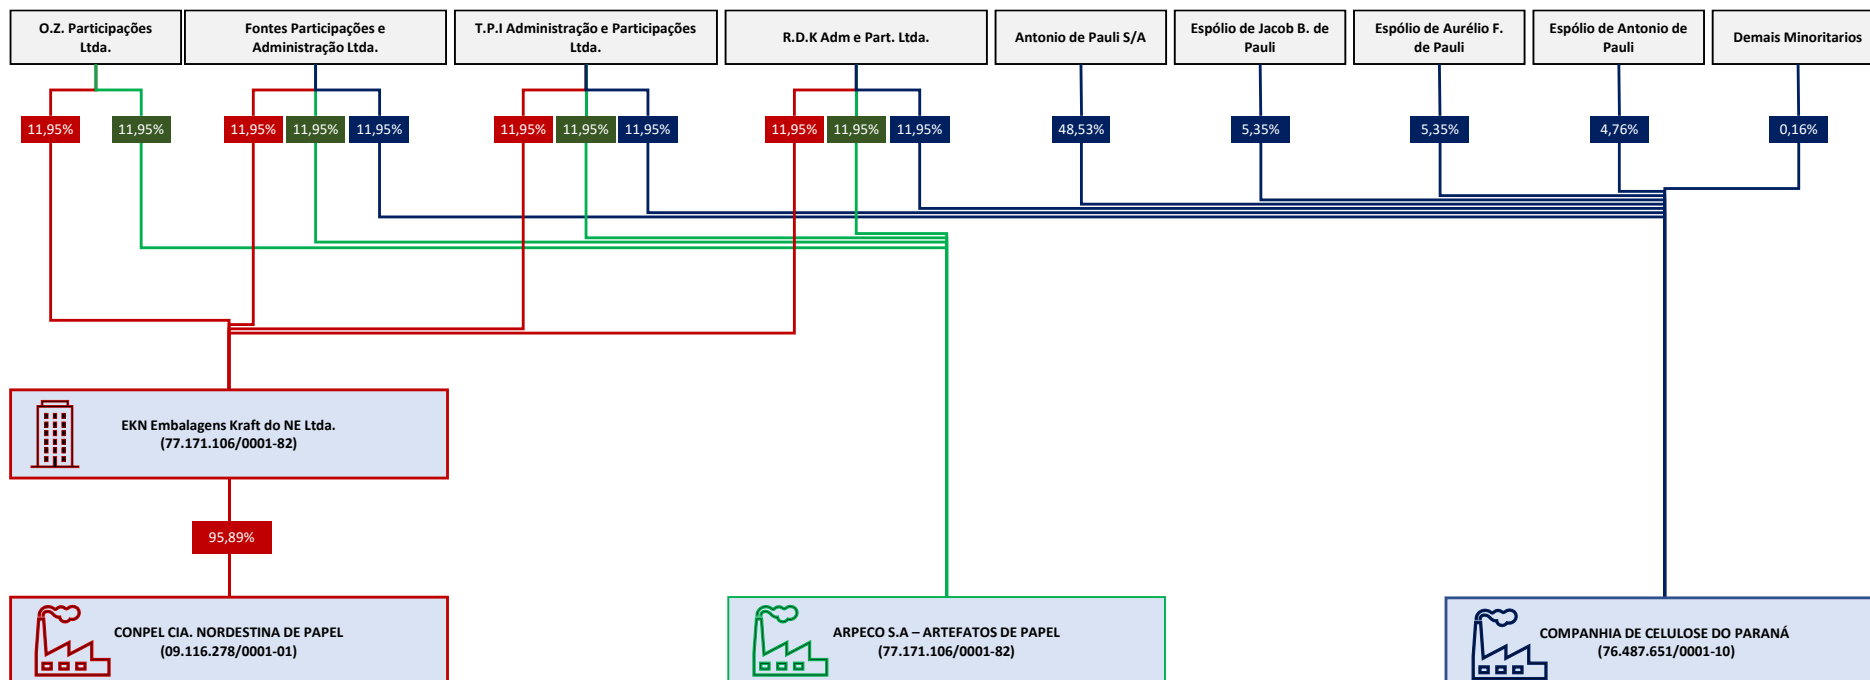 O.Z. Participações
Ltda.
Fontes Participações e
Administração Ltda.
T.P.I Administração e Participações
Ltda.
R.D.K Adm e Part. Ltda.
Antonio de Pauli S/A
Espólio de Jacob B. de
Pauli
Espólio de Aurélio F.
de Pauli
Espólio de Antonio de
Pauli
Demais Minoritarios
11,95%
11,95%
11,95%
11,95%
11,95%
11,95%
11,95%
11,95%
11,95%
11,95%
11,95%
48,53%
5,35%
5,35%
4,76%
0,16%
EKN Embalagens Kraft do NE Ltda.
(77.171.106/0001-82)
95,89%
CONPEL CIA. NORDESTINA DE PAPEL
(09.116.278/0001-01)
ARPECO S.A – ARTEFATOS DE PAPEL
(77.171.106/0001-82)
COMPANHIA DE CELULOSE DO PARANÁ
(76.487.651/0001-10)